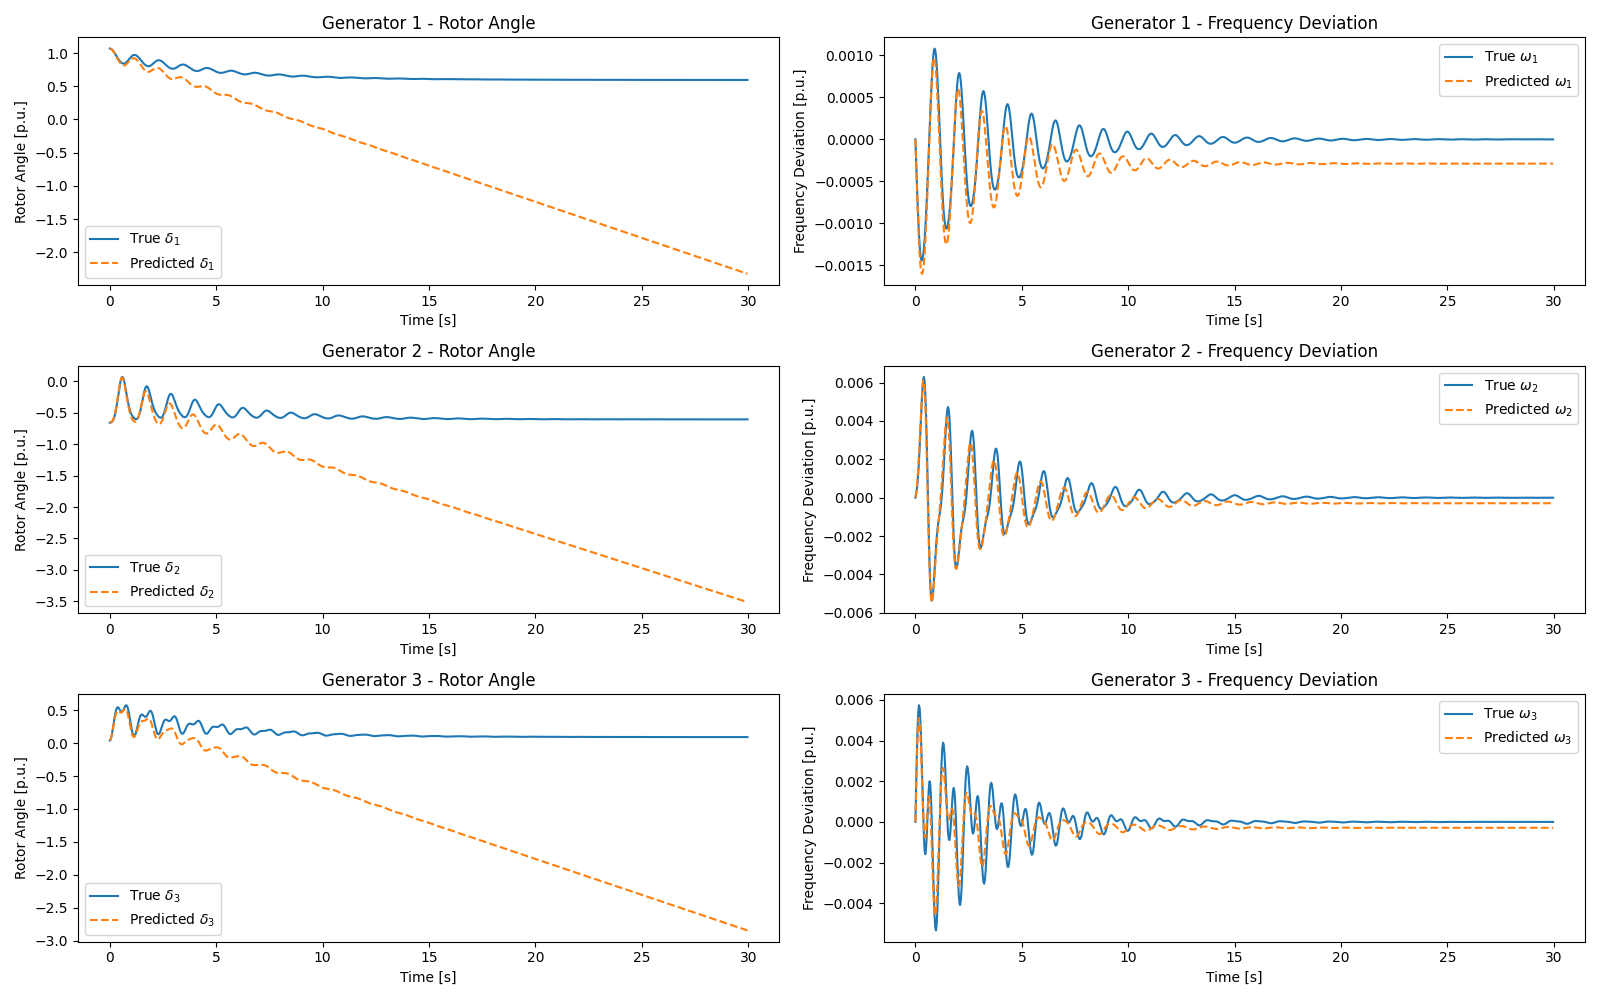 Generator 1 - Rotor Angle
Rotor Angle [p.u.]
1.0
0.5
0.0
−0.5
−1.0
−1.5
−2.0
True δ1
Predicted δ1
0 5 10 15 20 25 30
Time [s]
Generator 1 - Frequency Deviation
Frequency Deviation [p.u.]
0.0010
0.0005
0.0000
−0.0005
−0.0010
−0.0015
True ω1
Predicted ω1
0 5 10 15 20 25 30
Time [s]
Generator 2 - Rotor Angle
Rotor Angle [p.u.]
0.0
−0.5
−1.0
−1.5
−2.0
−2.5
−3.0
−3.5
True δ2
Predicted δ2
0 5 10 15 20 25 30
Time [s]
Generator 2 - Frequency Deviation
Frequency Deviation [p.u.]
0.006
0.004
0.002
0.000
−0.002
−0.004
−0.006
True ω2
Predicted ω2
0 5 10 15 20 25 30
Time [s]
Generator 3 - Rotor Angle
Rotor Angle [p.u.]
0.5
0.0
−0.5
−1.0
−1.5
−2.0
−2.5
−3.0
True δ3
Predicted δ3
0 5 10 15 20 25 30
Time [s]
Generator 3 - Frequency Deviation
Frequency Deviation [p.u.]
0.006
0.004
0.002
0.000
−0.002
−0.004
True ω3
Predicted ω3
0 5 10 15 20 25 30
Time [s]